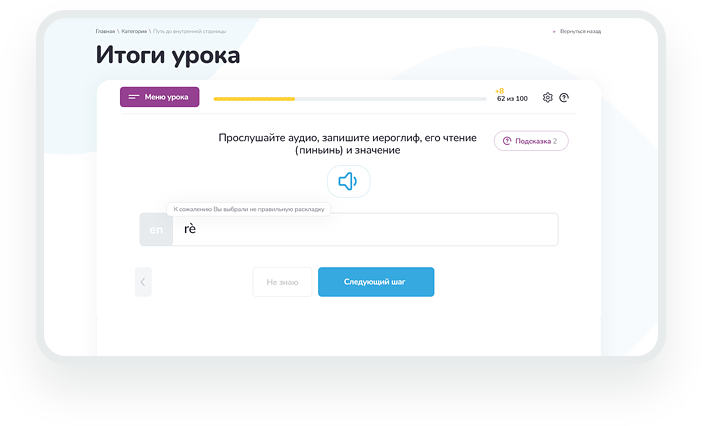 Главная \ Категория \ Путь до внутренней страницы
Вернуться назад
Итоги урока
Меню урока
+8
62 из 100
Прослушайте аудио, запишите иероглиф, его чтение
(пиньинь) и значение
Подсказка 2
К сожалению Вы выбрали не правильную раскладку
en
rè
Не знаю
Следующий шаг